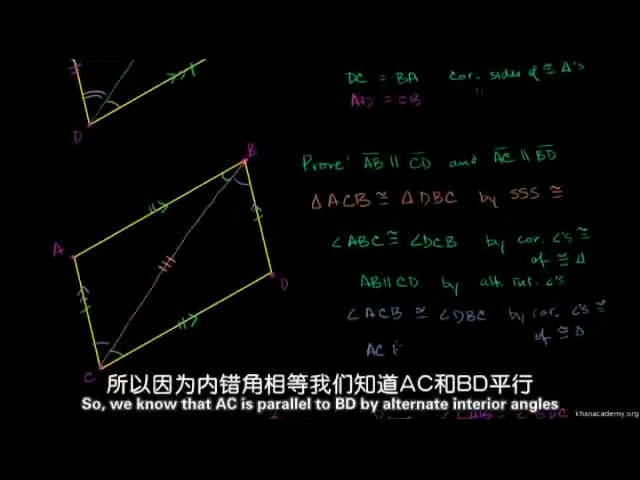 DC = BA cor. sides of ≅ Δ's
AD = CB "
D
Prove: AB || CD and AC || BD
B
Δ ACB ≅ Δ DBC by SSS ≅
∠ABC ≅ ∠DCB by cor. ∠'s ≅
of ≅ Δ
A
D
AB || CD by alt. int. ∠'s
∠ACB ≅ ∠DBC by cor. ∠'s ≅
of ≅ Δ
AC
C
所以因为内错角相等我们知道AC和BD平行
So, we know that AC is parallel to BD by alternate interior angles
khanacademy.org